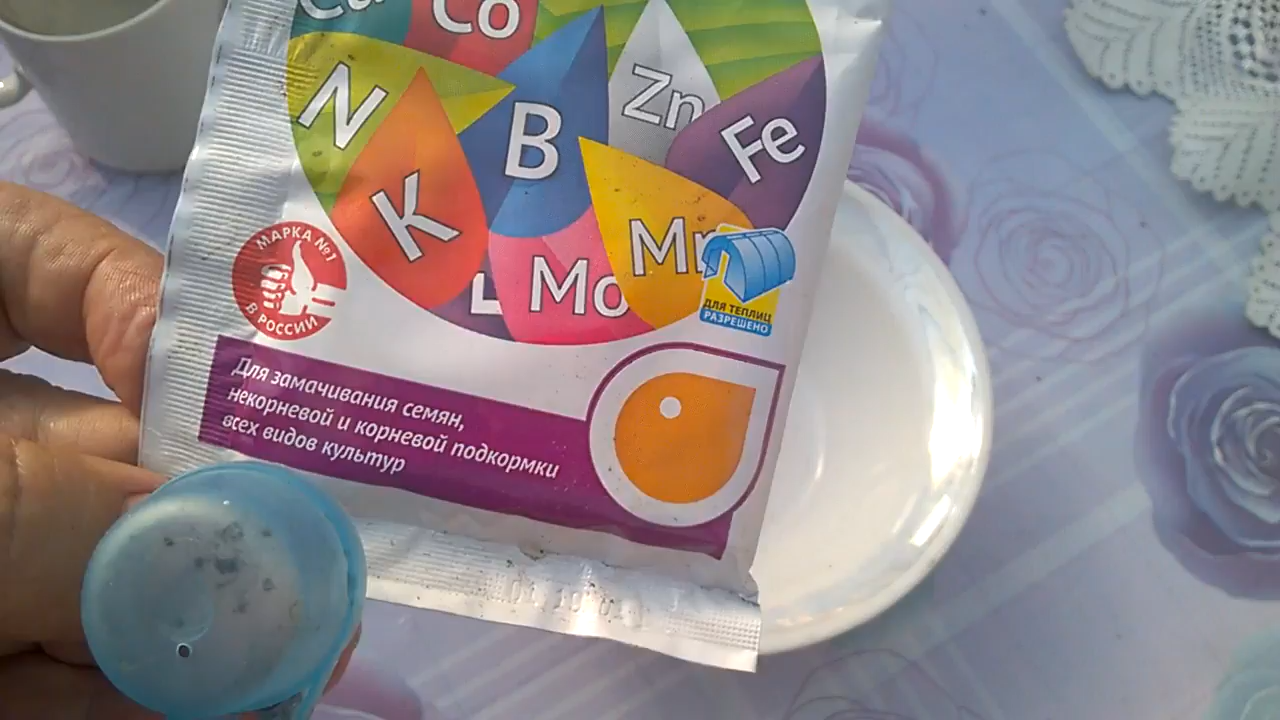 Cu Co
N
B
Zn
Fe
K
Mo
Mn
МАРКА №1
В РОССИИ
ДЛЯ ТЕПЛИЦ
РАЗРЕШЕНО
Для замачивания семян,
некорневой и корневой подкормки
всех видов культур